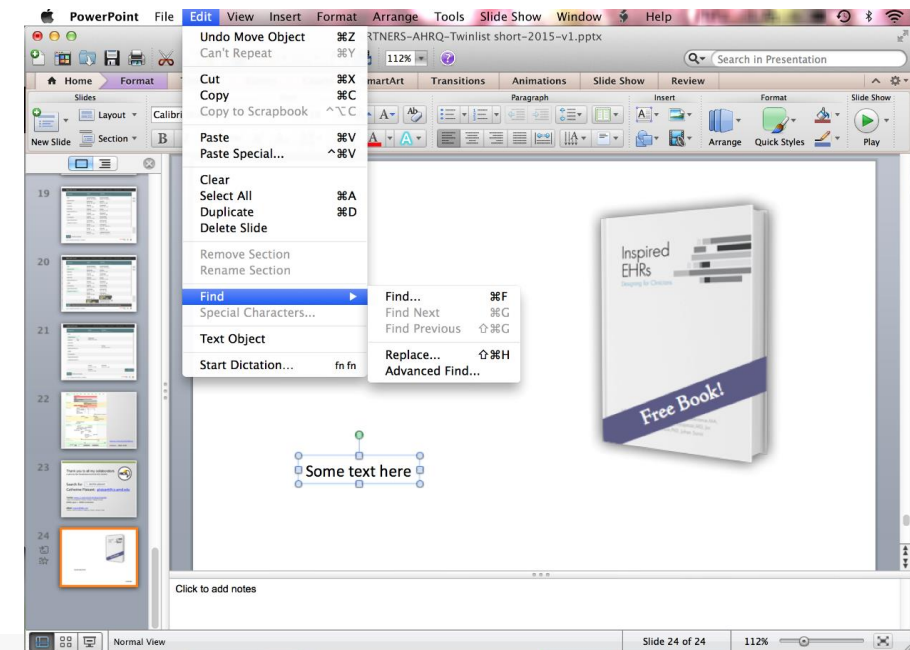 PowerPoint File Edit View Insert Format Arrange Tools Slide Show Window Help
RTNERS-AHRQ-Twinlist short-2015-v1.pptx
112%
Search in Presentation
Home Format
martArt Transitions Animations Slide Show Review
Slides Paragraph Insert Format Slide Show
Layout
Calibri
New Slide Section B
Arrange Quick Styles Play
Undo Move Object ⌘Z
Can't Repeat ⌘Y
Cut ⌘X
Copy ⌘C
Copy to Scrapbook ^⌥C
Paste ⌘V
Paste Special... ^⌘V
Clear
Select All ⌘A
Duplicate ⌘D
Delete Slide
Remove Section
Rename Section
Find
Special Characters...
Text Object
Start Dictation... fn fn
Find... ⌘F
Find Next ⌘G
Find Previous ⇧⌘G
Replace... ⇧⌘H
Advanced Find...
19
20
21
22
23
24
Inspired
EHRs
Designing for Clinicians
Free Book!
Some text here
Click to add notes
Normal View Slide 24 of 24 112%